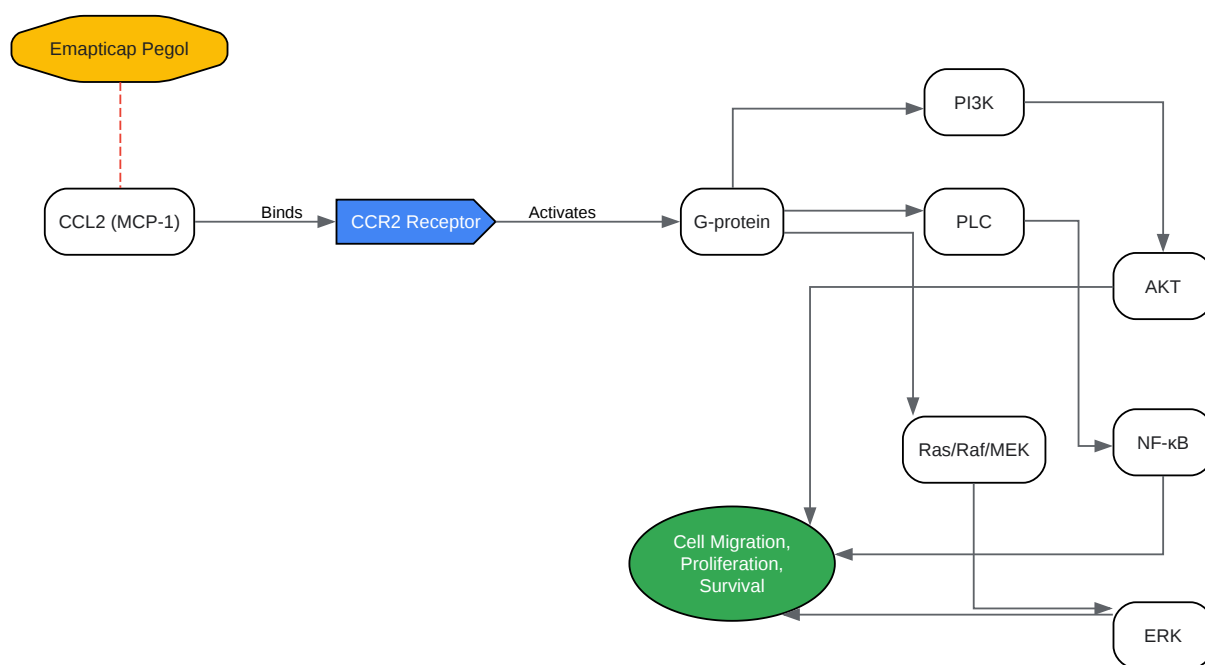 Emapticap Pegol
PI3K
CCL2 (MCP-1)
Binds
CCR2 Receptor
Activates
G-protein
PLC
AKT
Ras/Raf/MEK
NF-κB
Cell Migration,
Proliferation,
Survival
ERK